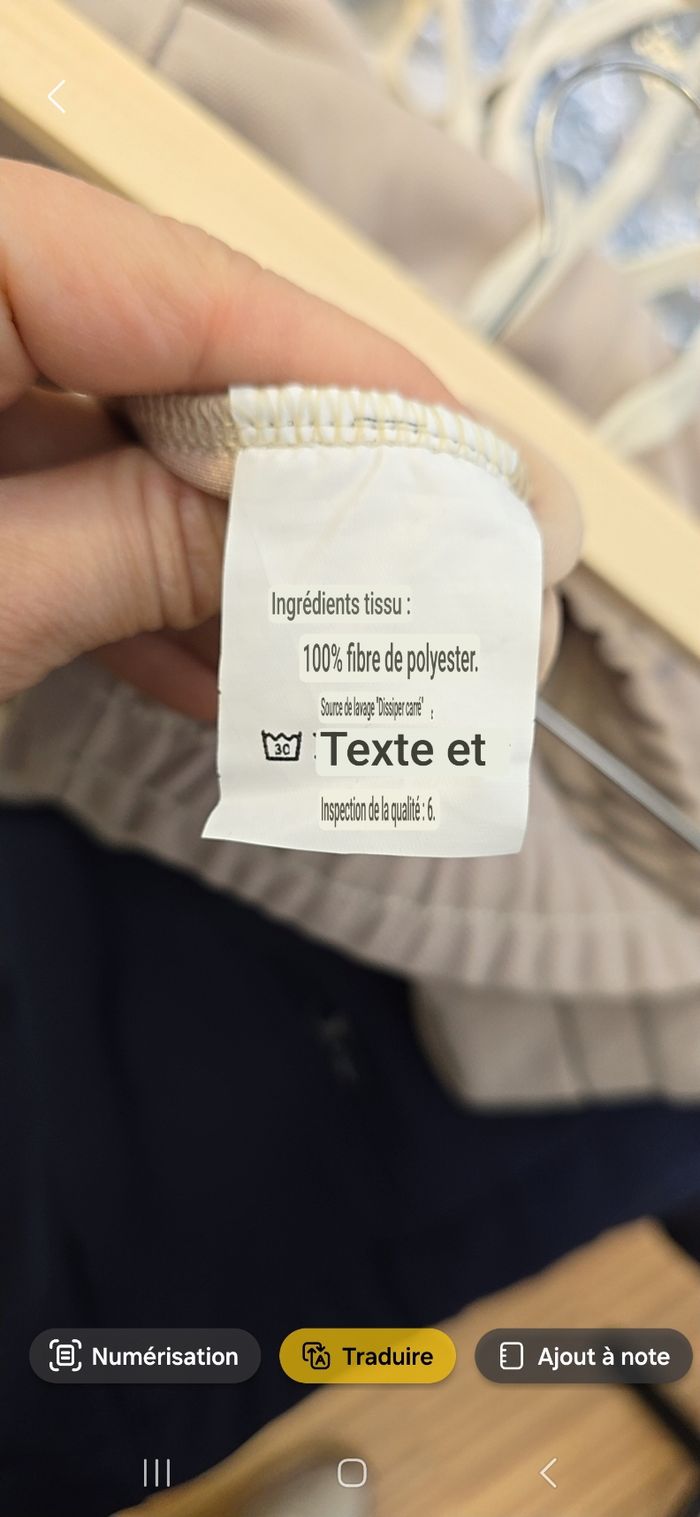 Ingrédients tissu :
100% fibre de polyester.
Source de lavage "Dissiper carré" :
30
Texte et
Inspection de la qualité : 6.
Numérisation
Traduire
Ajout à note